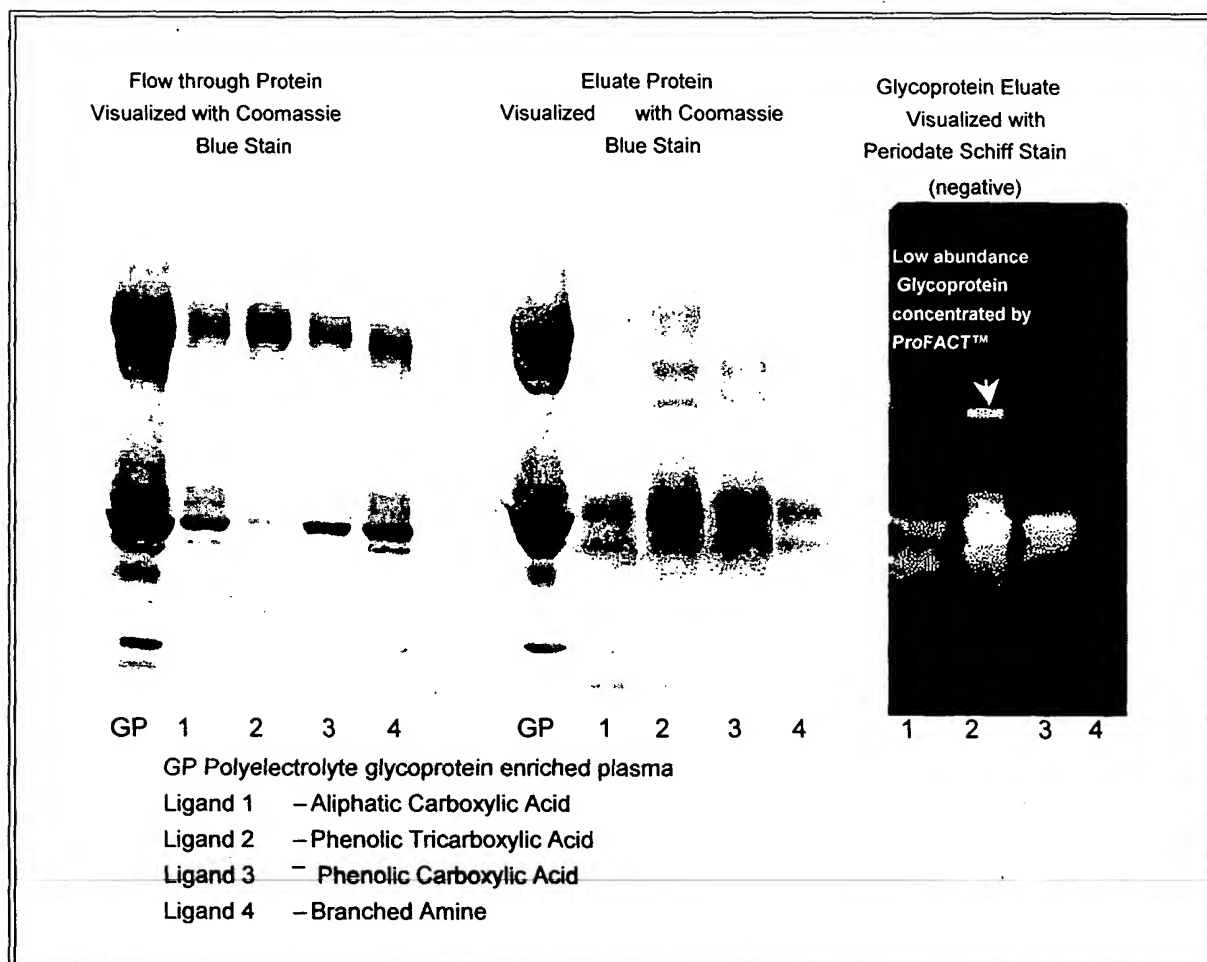 Flow through Protein
Visualized with Coomassie
Blue Stain
Eluate Protein
Visualized with Coomassie
Blue Stain
Glycoprotein Eluate
Visualized with
Periodate Schiff Stain
(negative)
Low abundance
Glycoprotein
concentrated by
ProFACT™
GP 1 2 3 4
GP 1 2 3 4
1 2 3 4
GP Polyelectrolyte glycoprotein enriched plasma
Ligand 1 – Aliphatic Carboxylic Acid
Ligand 2 – Phenolic Tricarboxylic Acid
Ligand 3 – Phenolic Carboxylic Acid
Ligand 4 – Branched Amine